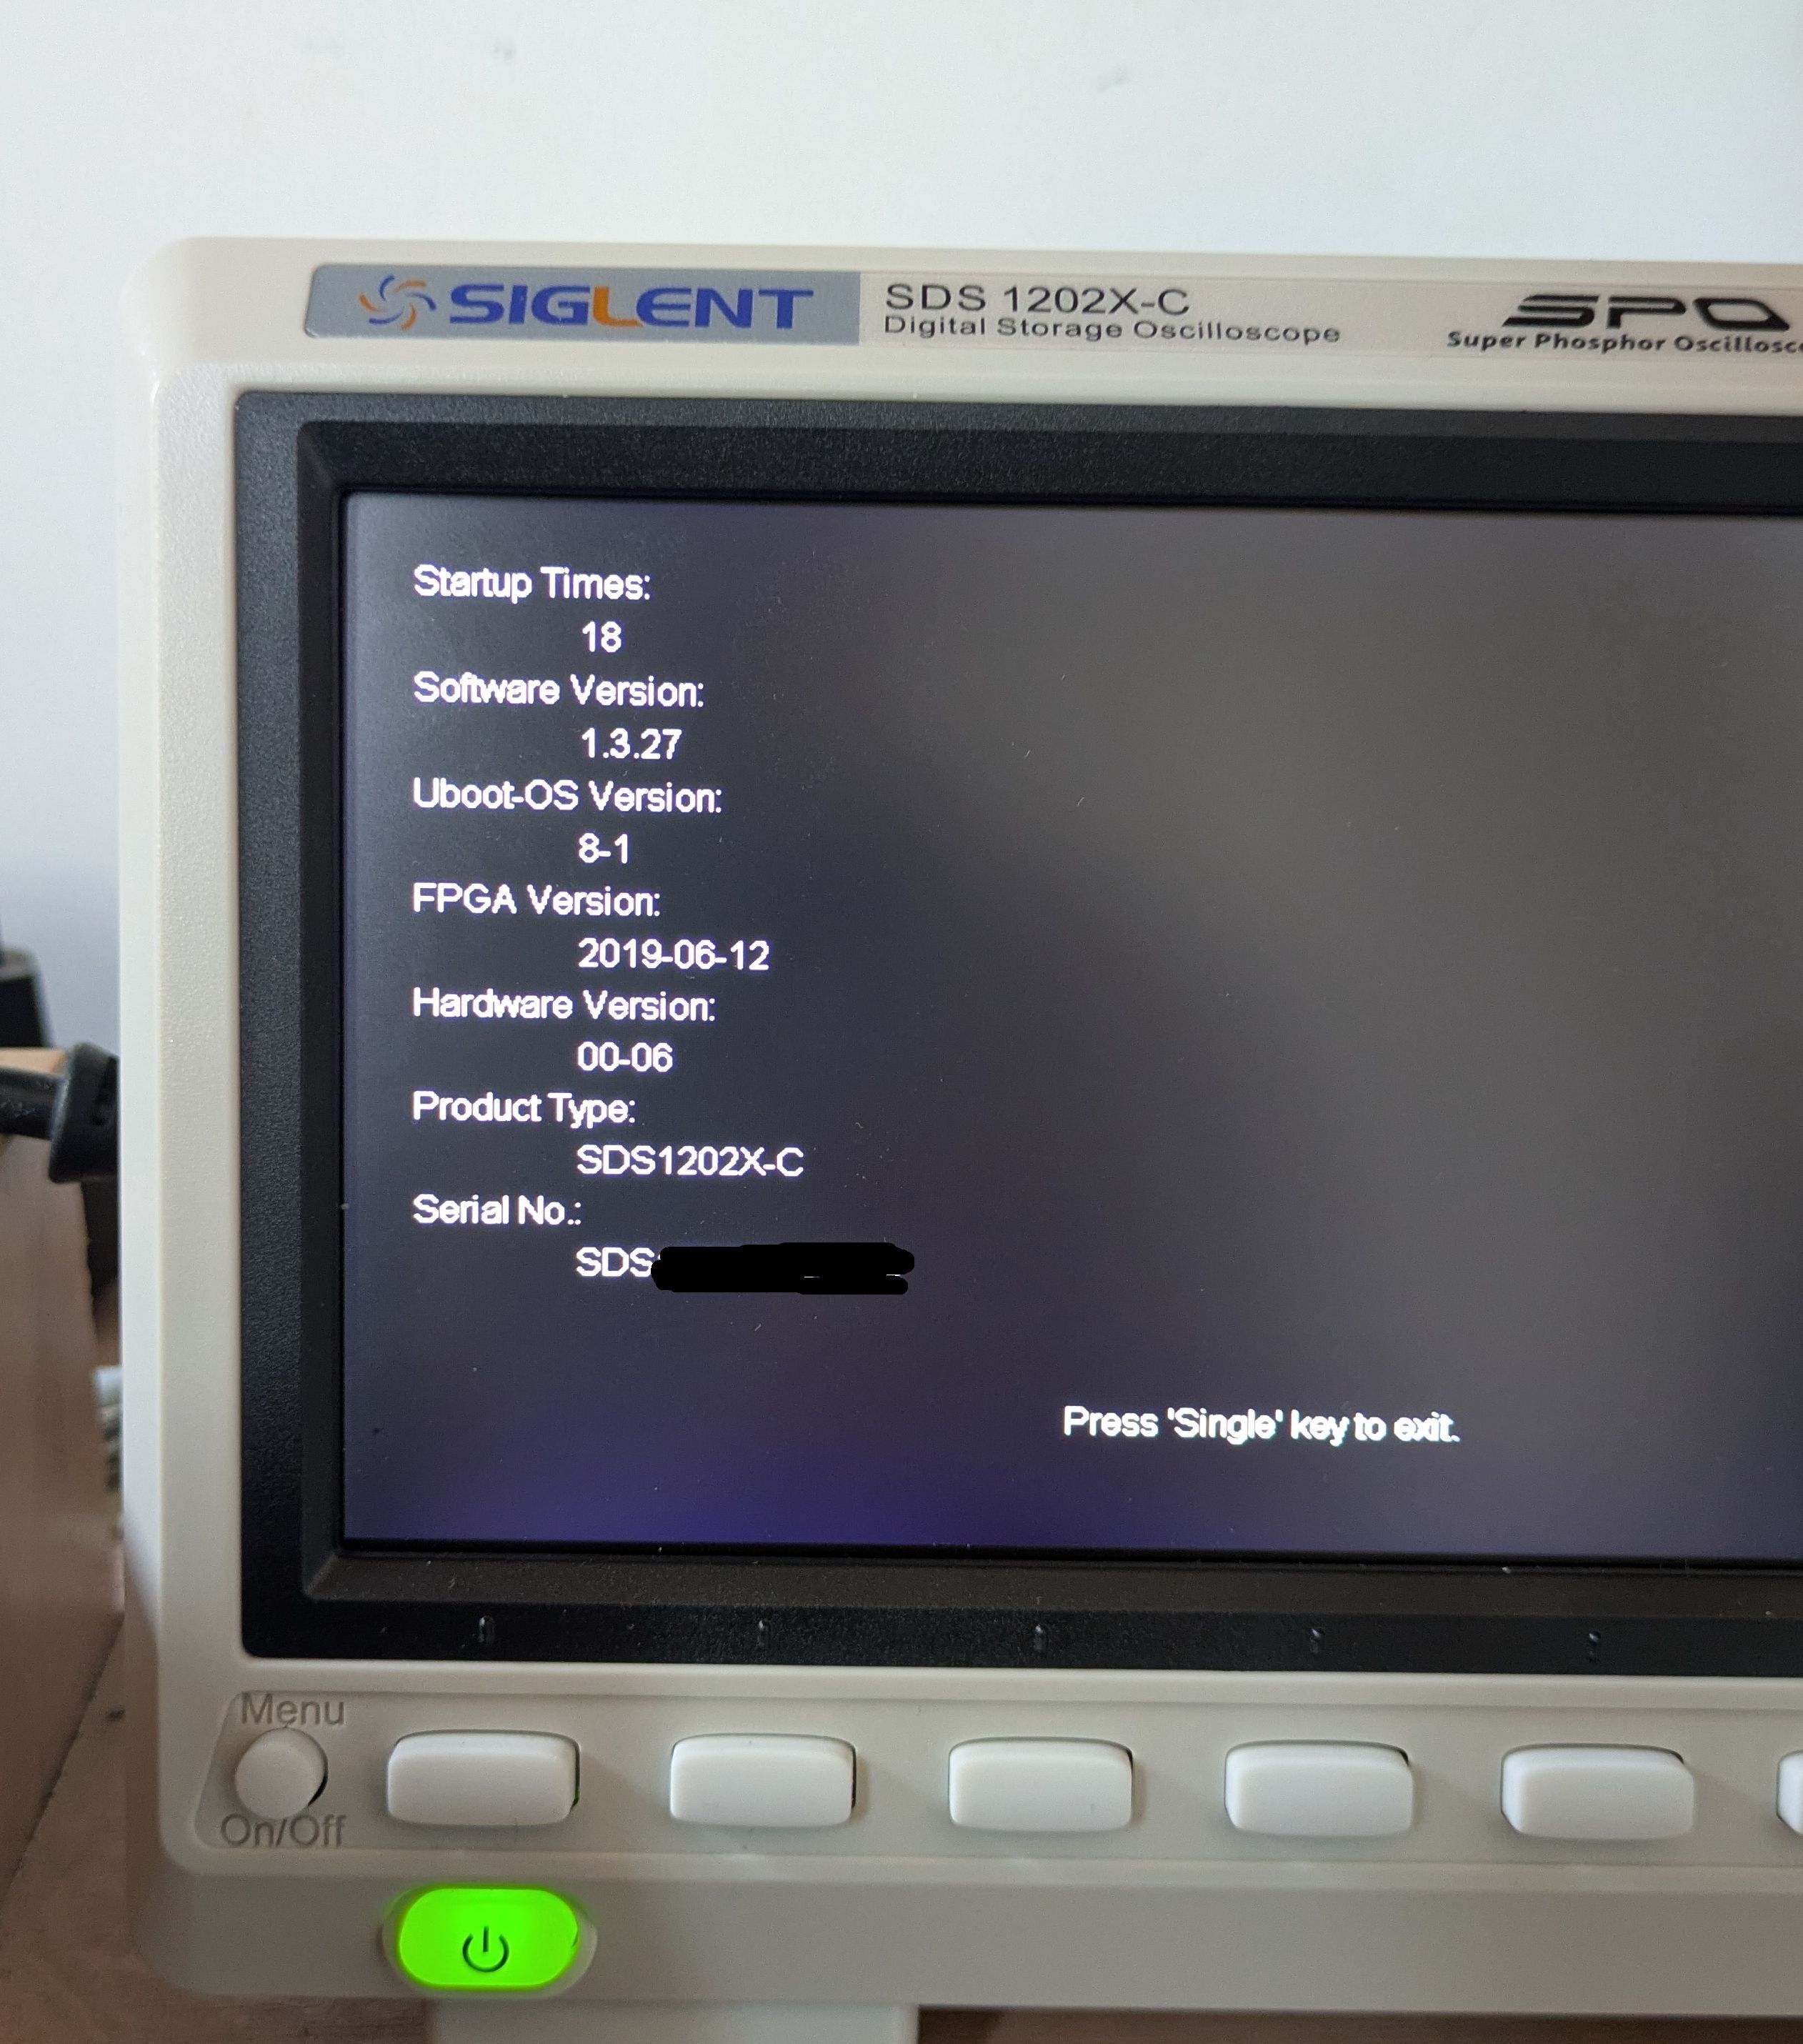 SIGLENT
SDS 1202X-C
Digital Storage Oscilloscope
SPO
Super Phosphor
Startup Times:
18
Software Version:
1.3.27
Uboot-OS Version:
8-1
FPGA Version:
2019-06-12
Hardware Version:
00-06
Product Type:
SDS1202X-C
Serial No.:
SDS
Press 'Single' key to exit.
Menu
On/Off